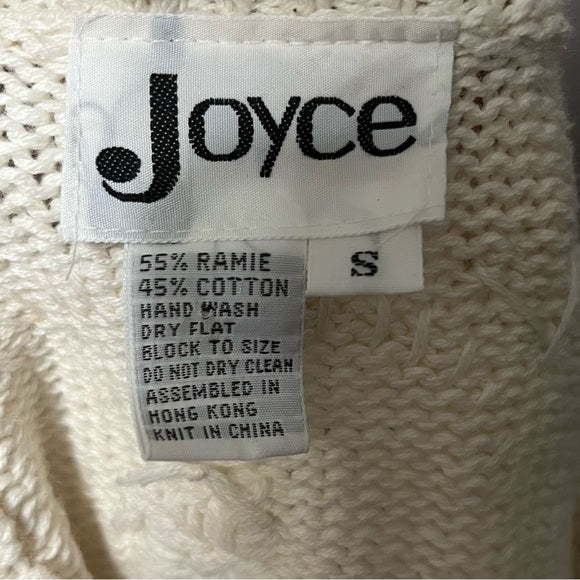 Joyce
S
55% RAMIE
45% COTTON
HAND WASH
DRY FLAT
BLOCK TO SIZE
DO NOT DRY CLEAN
ASSEMBLED IN
HONG KONG
KNIT IN CHINA